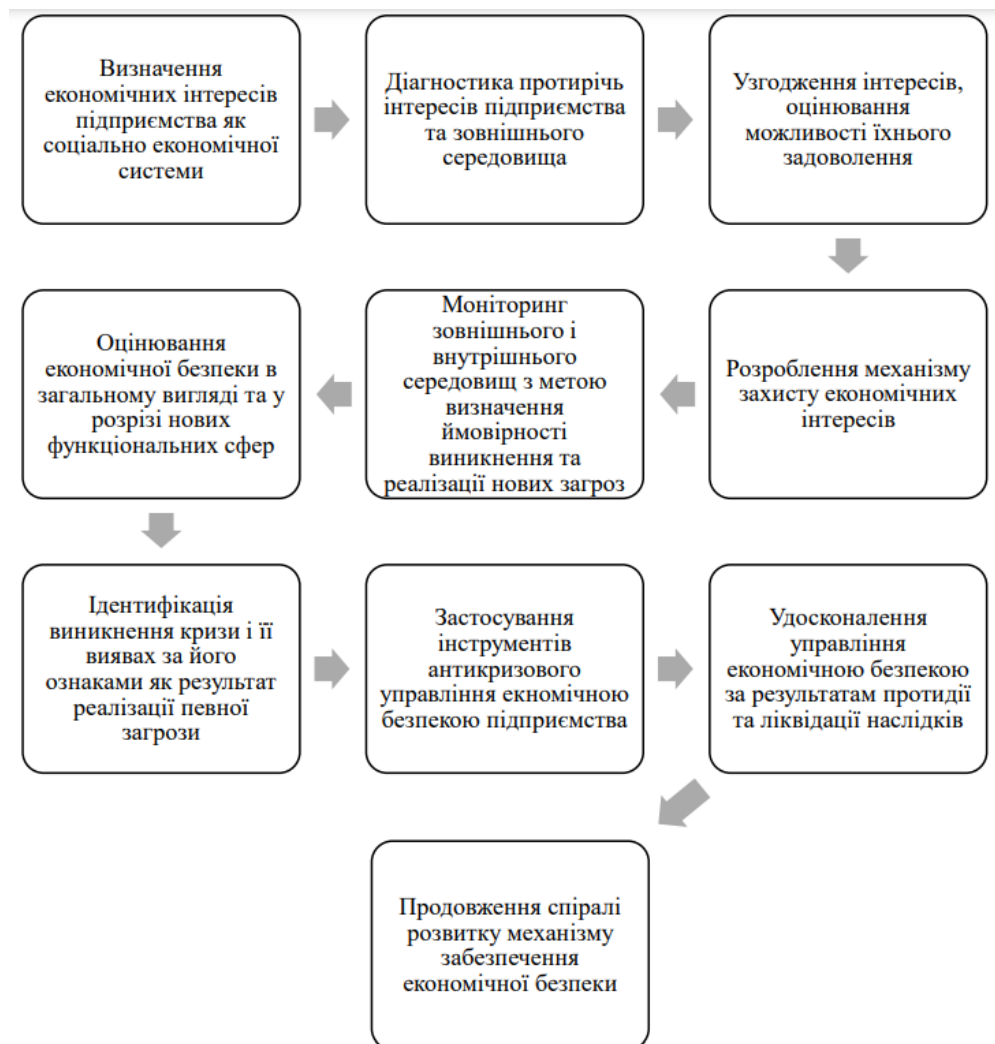 Визначення
економічних інтересів
підприємства як
соціально економічної
системи
Діагностика протирічь
інтересів підприємства
та зовнішнього
середовища
Узгодження інтересів,
оцінювання
можливості їхнього
задоволення
Розроблення механізму
захисту економічних
інтересів
Моніторинг
зовнішнього і
внутрішнього
середовищ з метою
визначення
ймовірності
виникнення та
реалізації нових загроз
Оцінювання
економічної безпеки в
загальному вигляді та у
розрізі нових
функціональних сфер
Ідентифікація
виникнення кризи і її
виявах за його
ознаками як результат
реалізації певної
загрози
Застосування
інструментів
антикризового
управління екномічною
безпекою підприємства
Удосконалення
управління
економічною безпекою
за результатам протидії
та ліквідації наслідків
Продовження спіралі
розвитку механізму
забезпечення
економічної безпеки